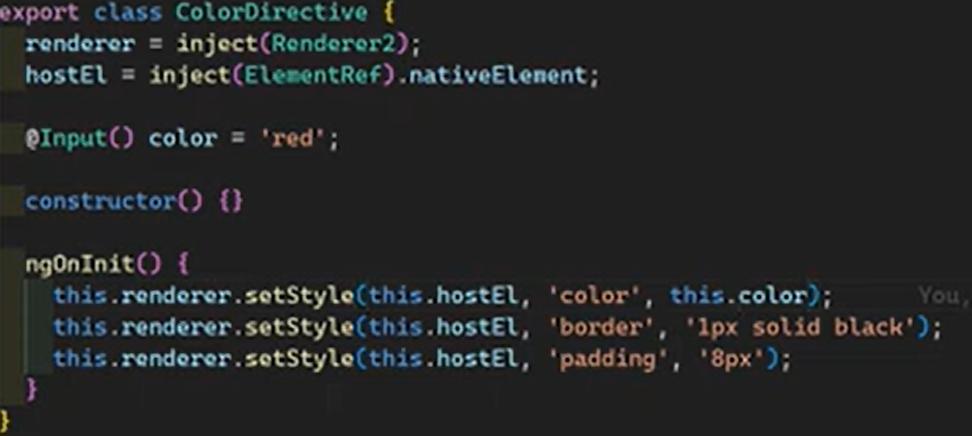 export class ColorDirective {
renderer = inject(Renderer2);
hostEl = inject(ElementRef).nativeElement;
@Input() color = 'red';
constructor() {}
ngOnInit() {
this.renderer.setStyle(this.hostEl, 'color', this.color); You,
this.renderer.setStyle(this.hostEl, 'border', '1px solid black');
this.renderer.setStyle(this.hostEl, 'padding', '8px');
}
}